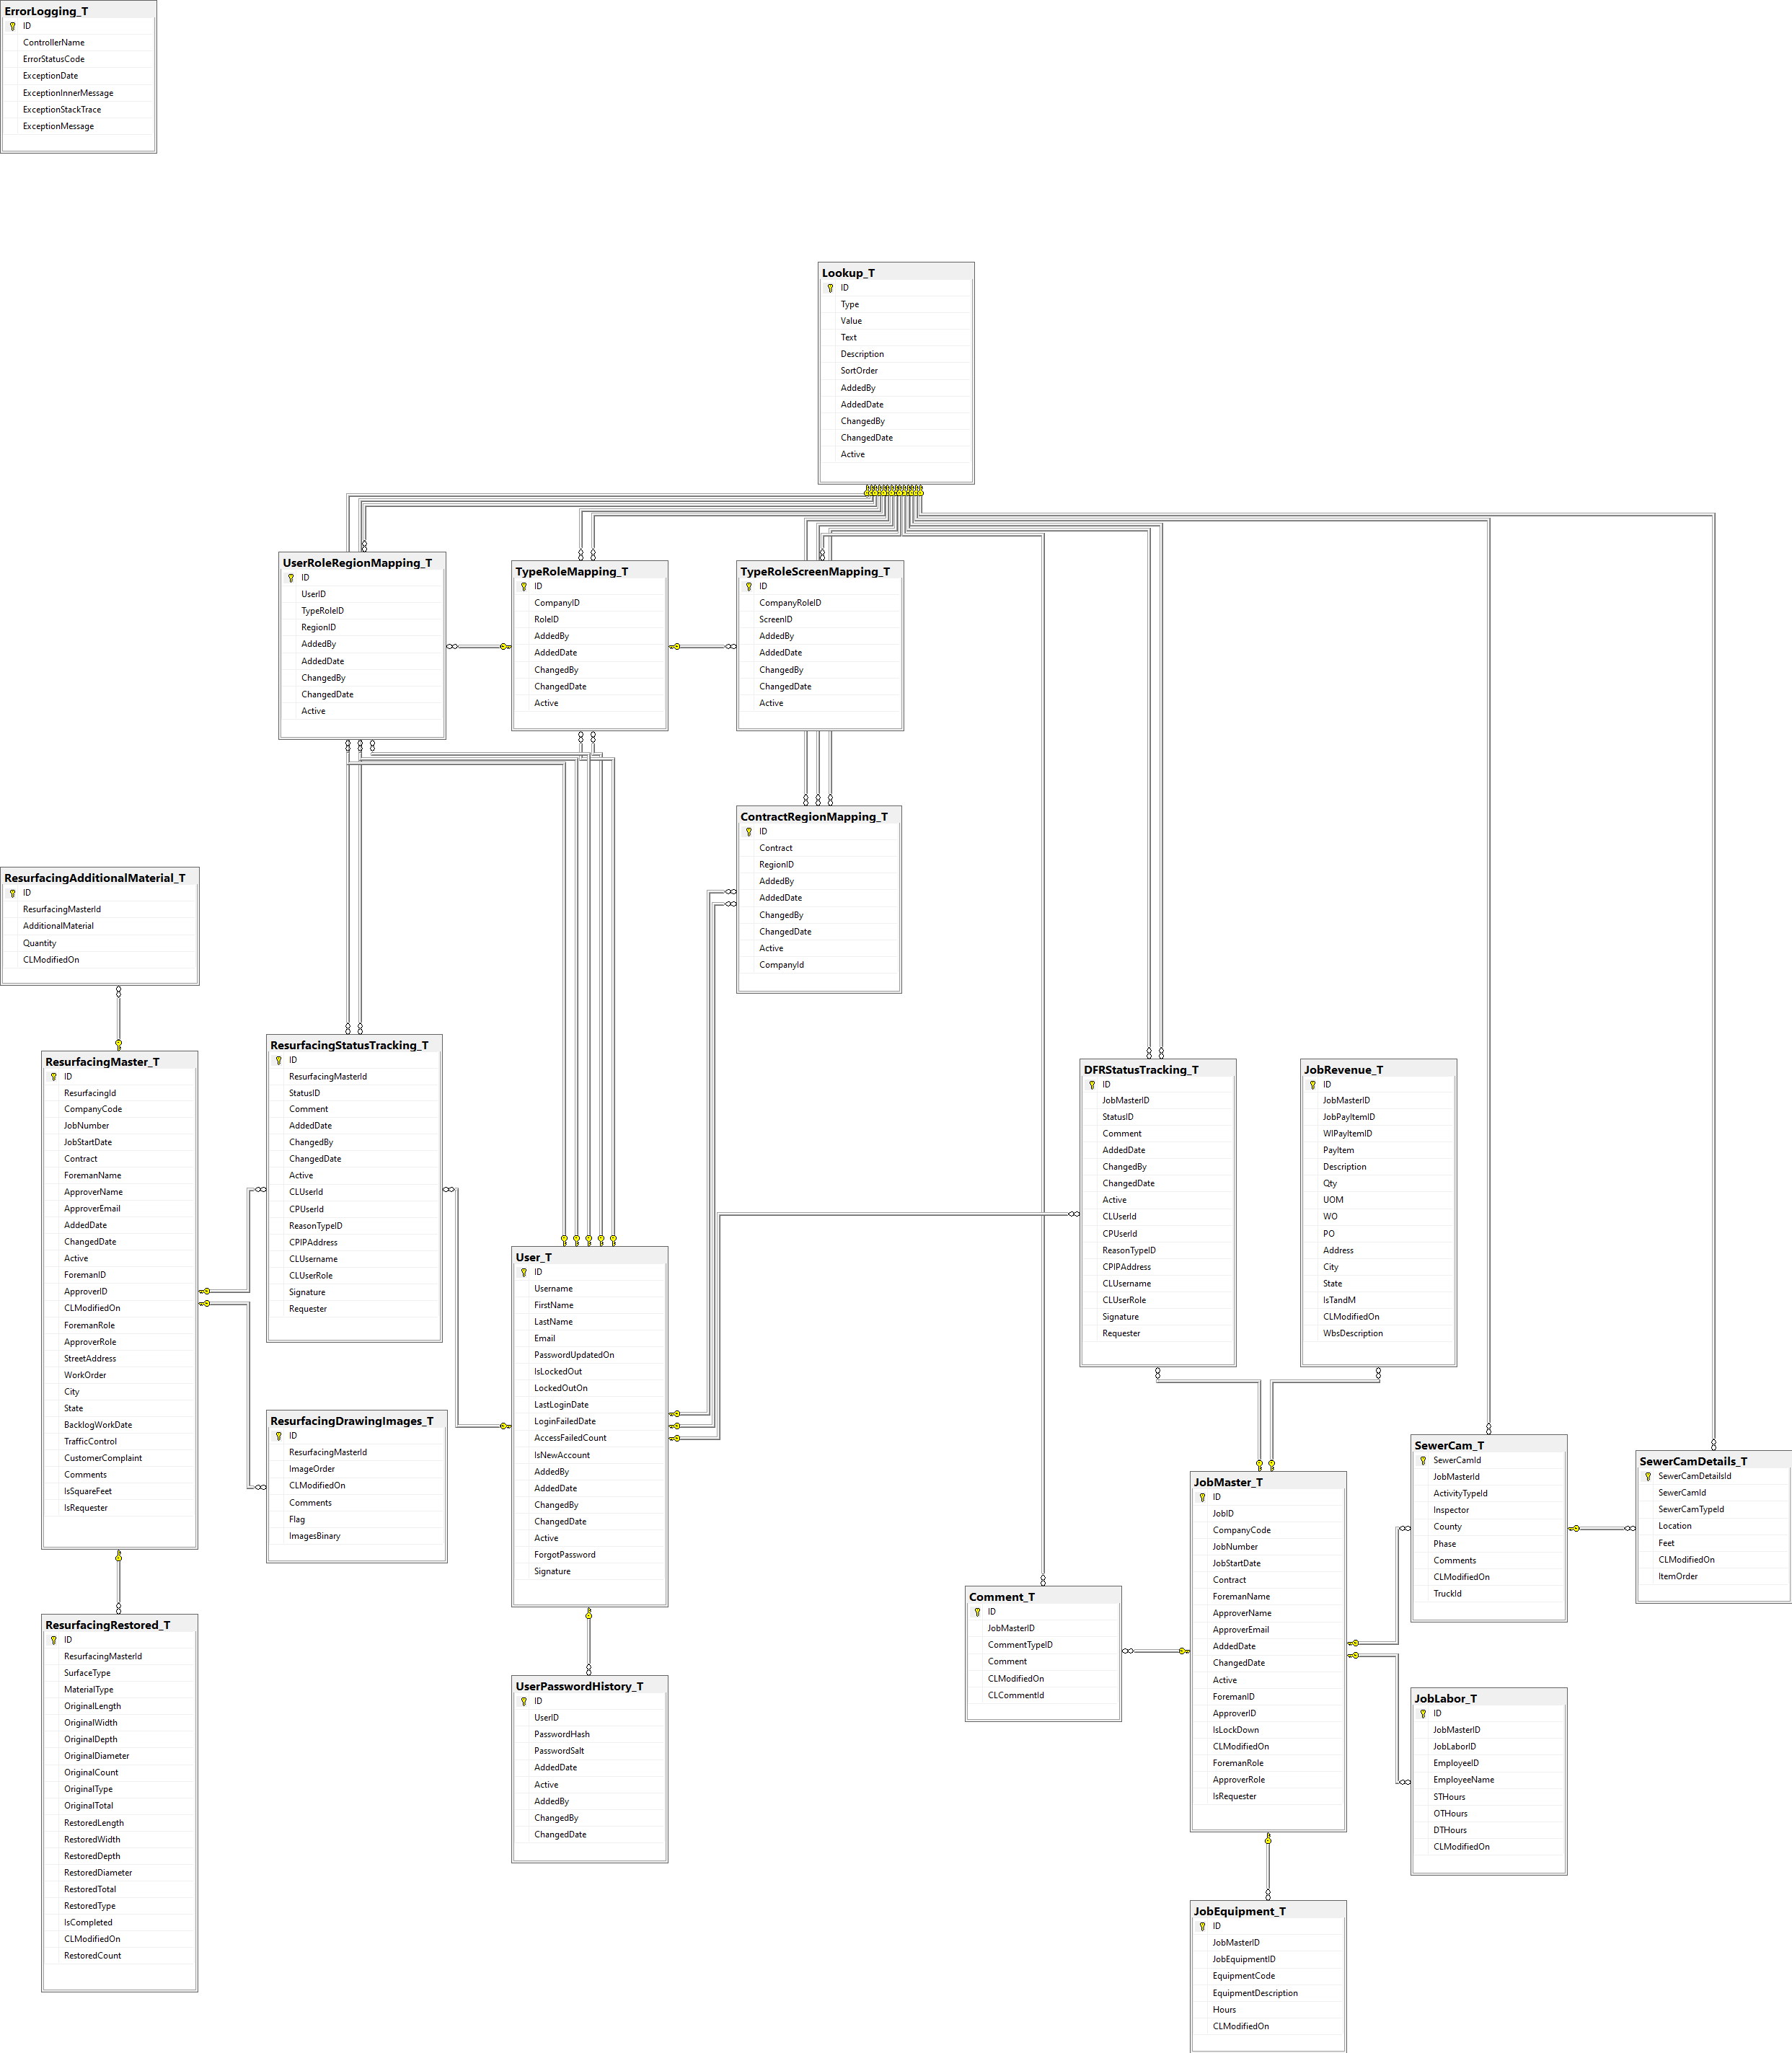 ErrorLogging_T
ID
ControllerName
ErrorStatusCode
ExceptionDate
ExceptionInnerMessage
ExceptionStackTrace
ExceptionMessage
Lookup_T
ID
Type
Value
Text
Description
SortOrder
AddedBy
AddedDate
ChangedBy
ChangedDate
Active
UserRoleRegionMapping_T
ID
UserID
TypeRoleID
RegionID
AddedBy
AddedDate
ChangedBy
ChangedDate
Active
TypeRoleMapping_T
ID
CompanyID
RoleID
AddedBy
AddedDate
ChangedBy
ChangedDate
Active
TypeRoleScreenMapping_T
ID
CompanyRoleID
ScreenID
AddedBy
AddedDate
ChangedBy
ChangedDate
Active
ContractRegionMapping_T
ID
Contract
RegionID
AddedBy
AddedDate
ChangedBy
ChangedDate
Active
CompanyId
ResurfacingAdditionalMaterial_T
ID
ResurfacingMasterId
AdditionalMaterial
Quantity
CLModifiedOn
ResurfacingMaster_T
ID
ResurfacingId
CompanyCode
JobNumber
JobStartDate
Contract
ForemanName
ApproverName
ApproverEmail
AddedDate
ChangedDate
Active
ForemanID
ApproverID
CLModifiedOn
ForemanRole
ApproverRole
StreetAddress
WorkOrder
City
State
BacklogWorkDate
TrafficControl
CustomerComplaint
Comments
IsSquareFeet
IsRequester
ResurfacingStatusTracking_T
ID
ResurfacingMasterId
StatusID
Comment
AddedDate
ChangedBy
ChangedDate
Active
CLUserId
CPUserId
ReasonTypeID
CPIPAddress
CLUsername
CLUserRole
Signature
Requester
ResurfacingDrawingImages_T
ID
ResurfacingMasterId
ImageOrder
CLModifiedOn
Comments
Flag
ImagesBinary
ResurfacingRestored_T
ID
ResurfacingMasterId
SurfaceType
MaterialType
OriginalLength
OriginalWidth
OriginalDepth
OriginalDiameter
OriginalCount
OriginalType
OriginalTotal
RestoredLength
RestoredWidth
RestoredDepth
RestoredDiameter
RestoredTotal
RestoredType
IsCompleted
CLModifiedOn
RestoredCount
User_T
ID
Username
FirstName
LastName
Email
PasswordUpdatedOn
IsLockedOut
LockedOutOn
LastLoginDate
LoginFailedDate
AccessFailedCount
IsNewAccount
AddedBy
AddedDate
ChangedBy
ChangedDate
Active
ForgotPassword
Signature
UserPasswordHistory_T
ID
UserID
PasswordHash
PasswordSalt
AddedDate
Active
AddedBy
ChangedBy
ChangedDate
DFRStatusTracking_T
ID
JobMasterID
StatusID
Comment
AddedDate
ChangedBy
ChangedDate
Active
CLUserId
CPUserId
ReasonTypeID
CPIPAddress
CLUsername
CLUserRole
Signature
Requester
JobRevenue_T
ID
JobMasterID
JobPayItemID
WIPayItemID
PayItem
Description
Qty
UOM
WO
PO
Address
City
State
IsTandM
CLModifiedOn
WbsDescription
SewerCam_T
SewerCamId
JobMasterId
ActivityTypeId
Inspector
County
Phase
Comments
CLModifiedOn
TruckId
SewerCamDetails_T
SewerCamDetailsId
SewerCamId
SewerCamTypeId
Location
Feet
CLModifiedOn
ItemOrder
JobMaster_T
ID
JobID
CompanyCode
JobNumber
JobStartDate
Contract
ForemanName
ApproverName
ApproverEmail
AddedDate
ChangedDate
Active
ForemanID
ApproverID
IsLockDown
CLModifiedOn
ForemanRole
ApproverRole
IsRequester
Comment_T
ID
JobMasterID
CommentTypeID
Comment
CLModifiedOn
CLCommentId
JobLabor_T
ID
JobMasterID
JobLaborID
EmployeeID
EmployeeName
STHours
OTHours
DTHours
CLModifiedOn
JobEquipment_T
ID
JobMasterID
JobEquipmentID
EquipmentCode
EquipmentDescription
Hours
CLModifiedOn